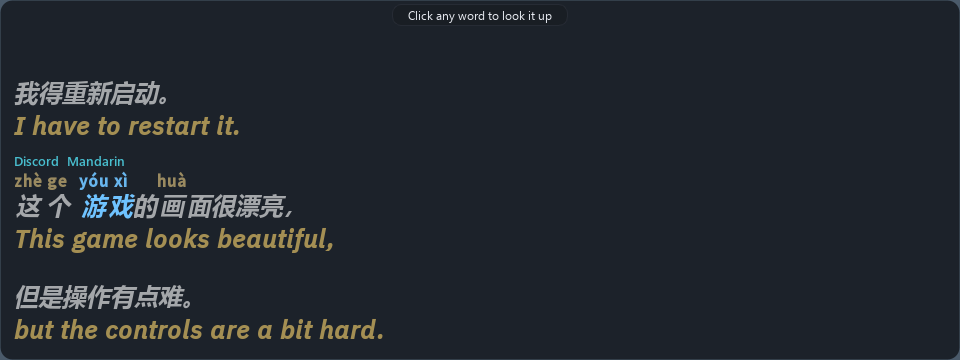 Click any word to look it up
我得重新启动。
I have to restart it.
Discord Mandarin
zhè ge yóu xì huà
这个游戏的画面很漂亮，
This game looks beautiful,
但是操作有点难。
but the controls are a bit hard.